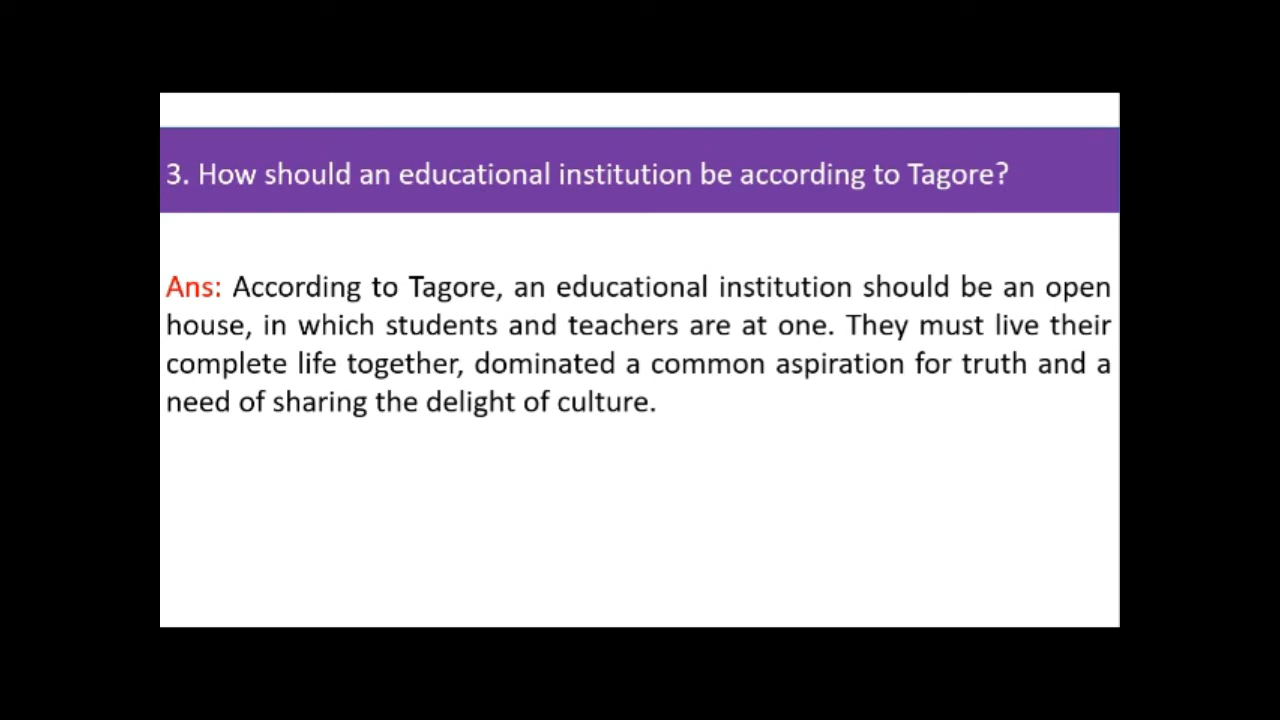 3. How should an educational institution be according to Tagore?
Ans: According to Tagore, an educational institution should be an open
house, in which students and teachers are at one. They must live their
complete life together, dominated a common aspiration for truth and a
need of sharing the delight of culture.